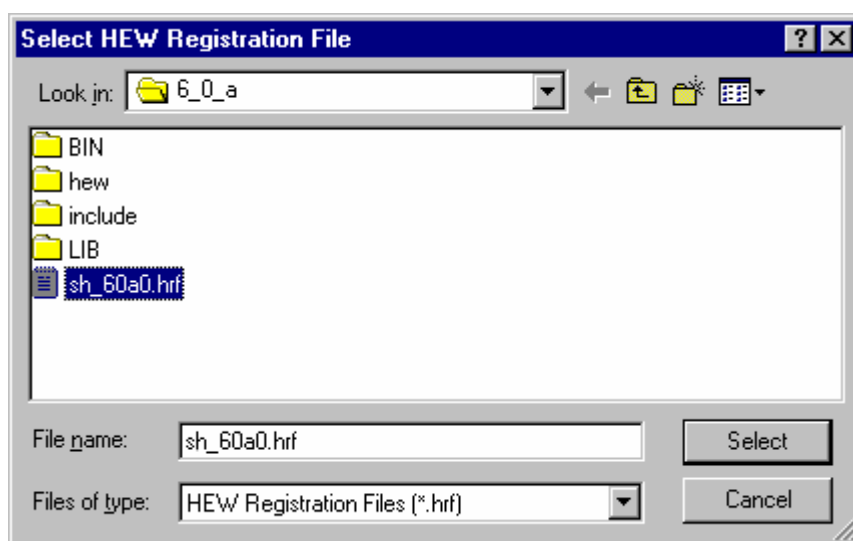 Select HEW Registration File
Look in: 6_0_a
BIN
hew
include
LIB
sh_60a0.hrf
File name: sh_60a0.hrf Select
Files of type: HEW Registration Files (*.hrf) Cancel